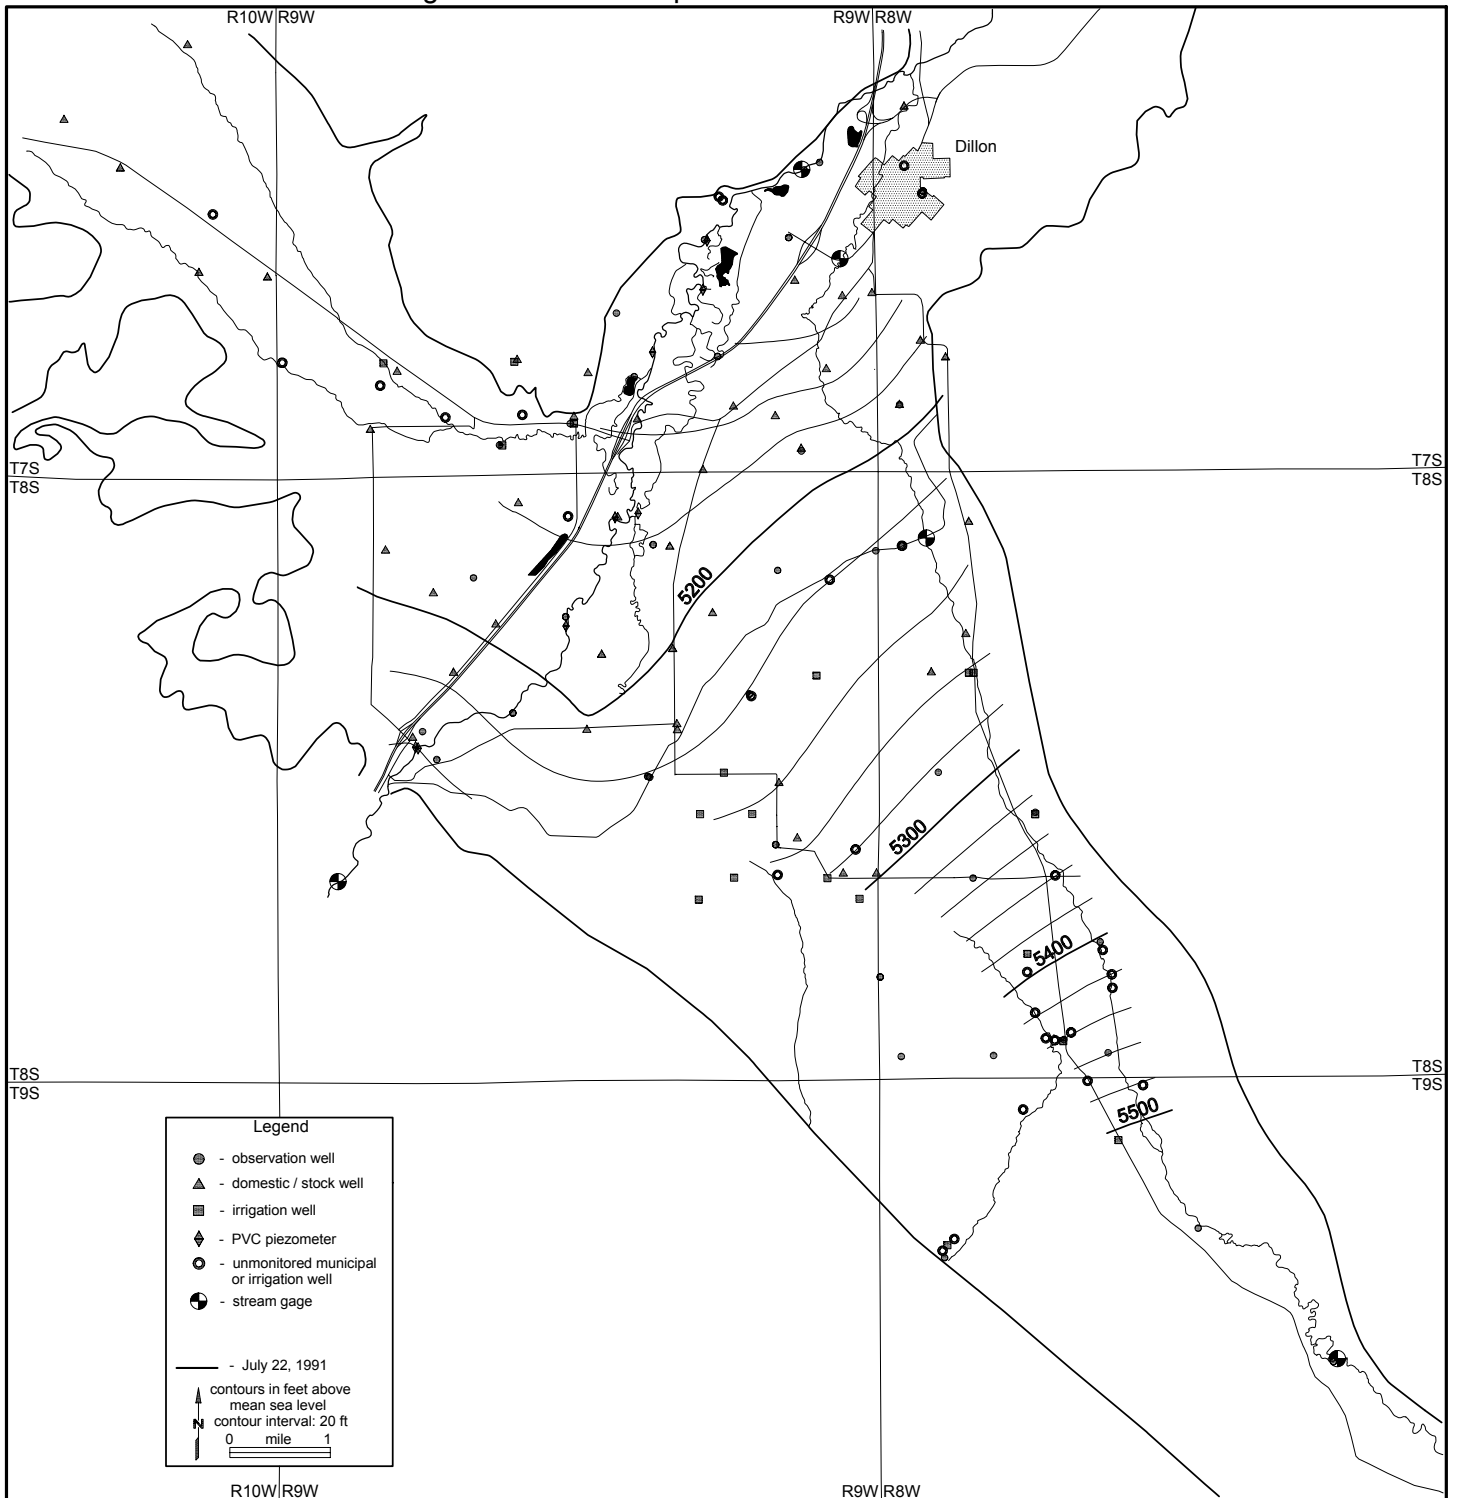 R10W R9W
R9W R8W
Dillon
T7S
T8S
T7S
T8S
5200
5300
5400
T8S
T9S
T8S
T9S
5500
Legend
- observation well
- domestic / stock well
- irrigation well
- PVC piezometer
- unmonitored municipal
or irrigation well
- stream gage
- July 22, 1991
contours in feet above
mean sea level
N
contour interval: 20 ft
0 mile 1
R10W R9W
R9W R8W